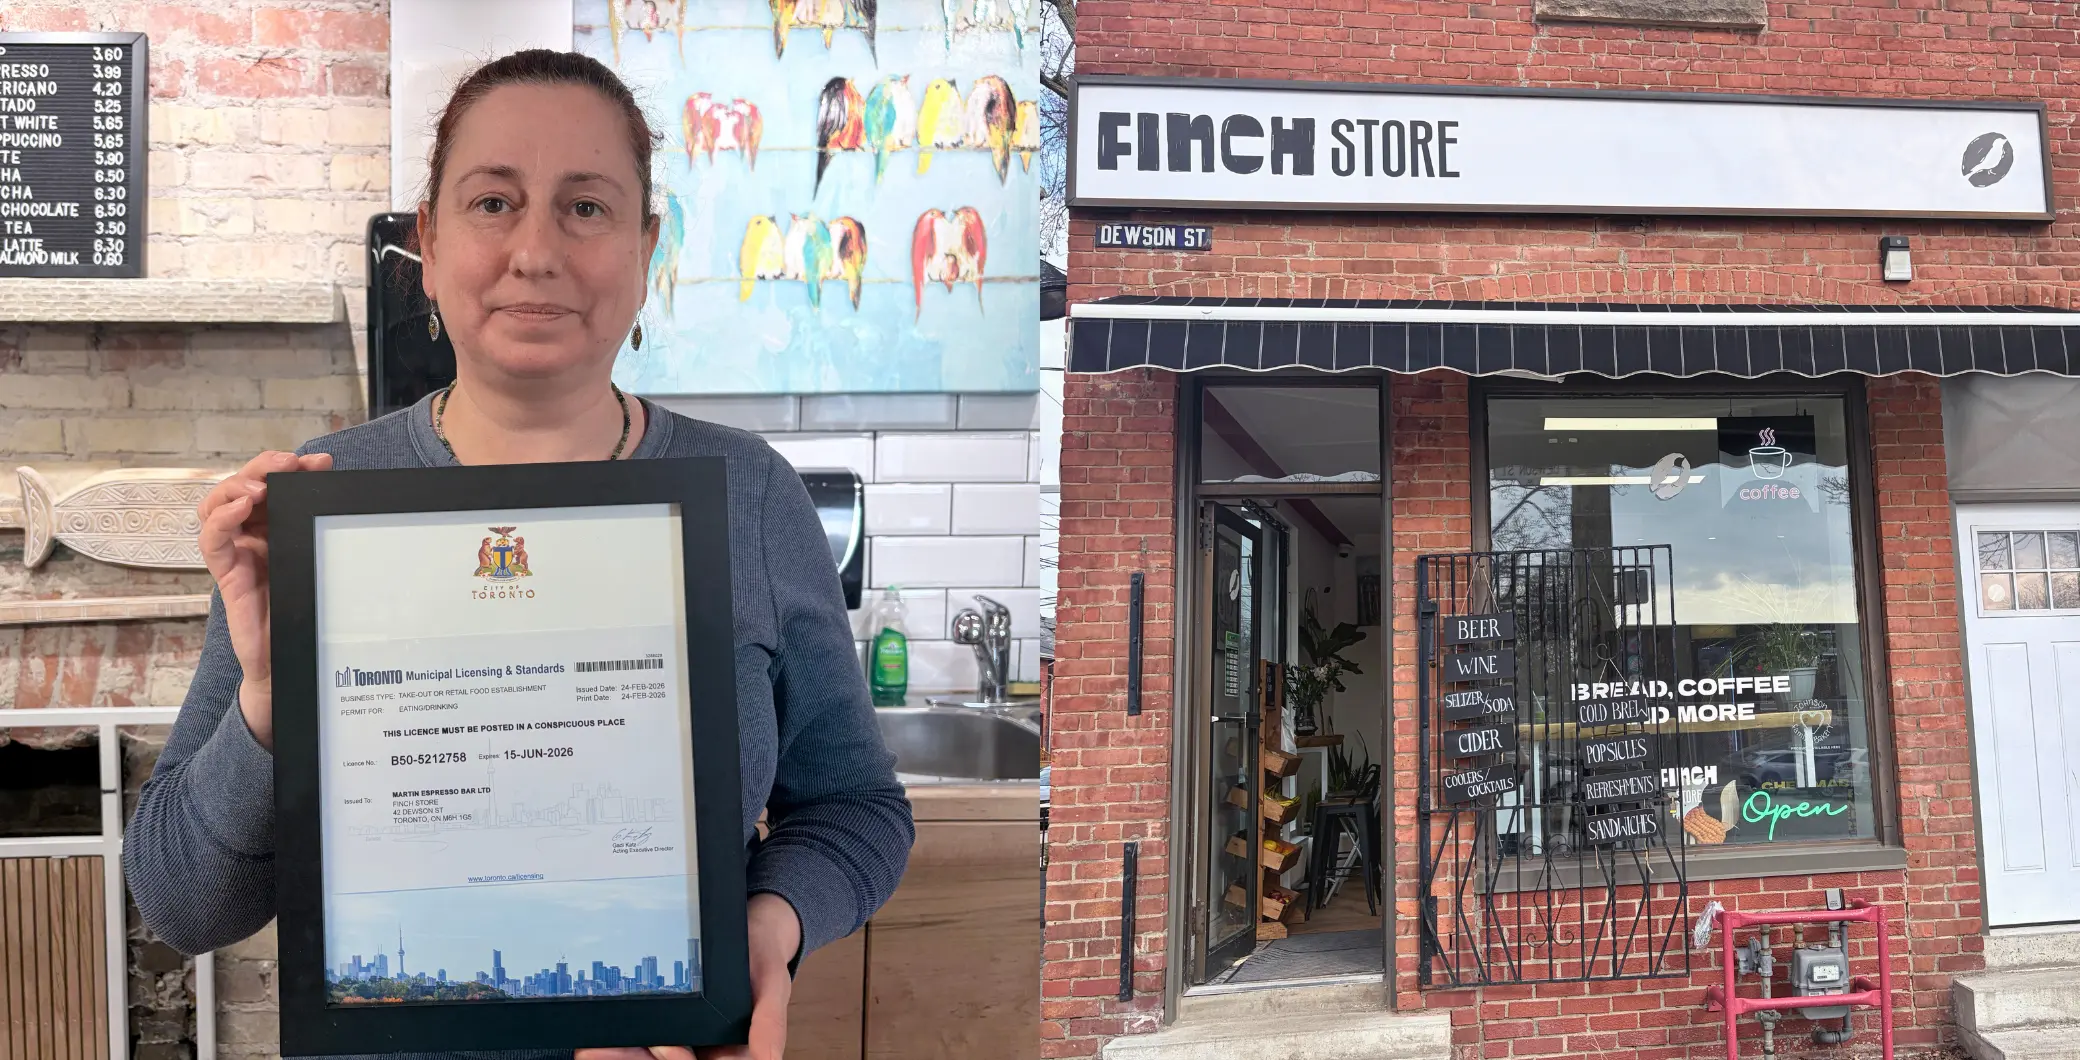 3.60
RESSO 3.99
RICANO 4.20
TADO 5.25
T WHITE 5.65
PPUCCINO 5.65
TE 5.90
HA 6.50
TCHA 6.30
CHOCOLATE 6.50
TEA 3.50
LATTE 6.30
ALMOND MILK 0.60
CITY OF
TORONTO
TORONTO Municipal Licensing & Standards
BUSINESS TYPE: TAKE-OUT OR RETAIL FOOD ESTABLISHMENT
PERMIT FOR: EATING/DRINKING
Issued Date: 24-FEB-2026
Print Date: 24-FEB-2026
THIS LICENCE MUST BE POSTED IN A CONSPICUOUS PLACE
Licence No.: B50-5212758 Expires: 15-JUN-2026
Issued To: MARTIN ESPRESSO BAR LTD
FINCH STORE
42 DEWSON ST
TORONTO, ON M6H 1G5
Acting Executive Director
www.toronto.ca/licensing
FINCH STORE
DEWSON ST
coffee
BEER
WINE
SELTZER/SODA
CIDER
COOLERS/
COCKTAILS
BREAD, COFFEE
D MORE
COLD BREW
POPSICLES
REFRESHMENTS
SANDWICHES
FINCH
STORE
Open